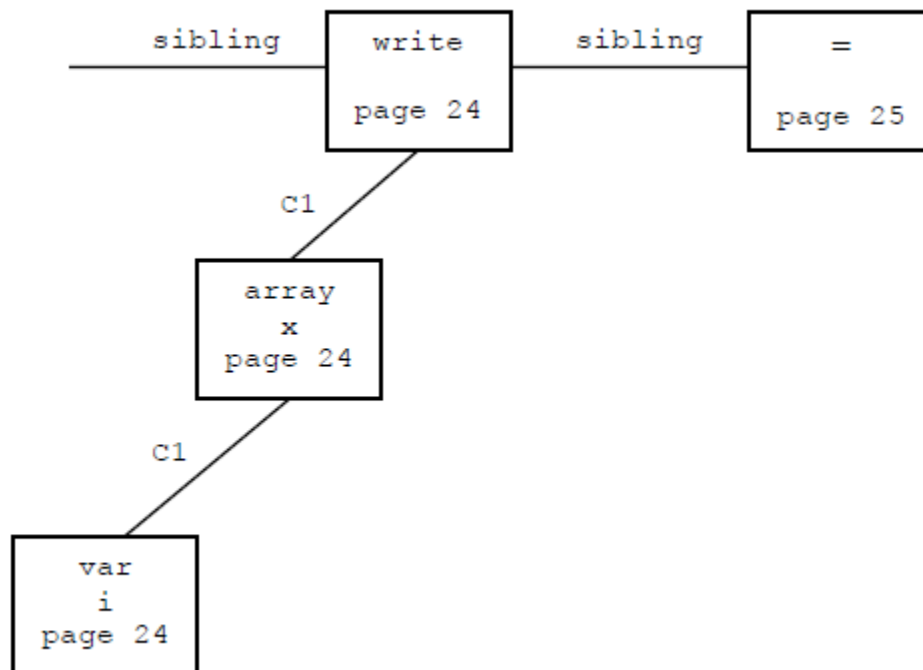 sibling
write
page 24
sibling
=
page 25
C1
array
x
page 24
C1
var
i
page 24